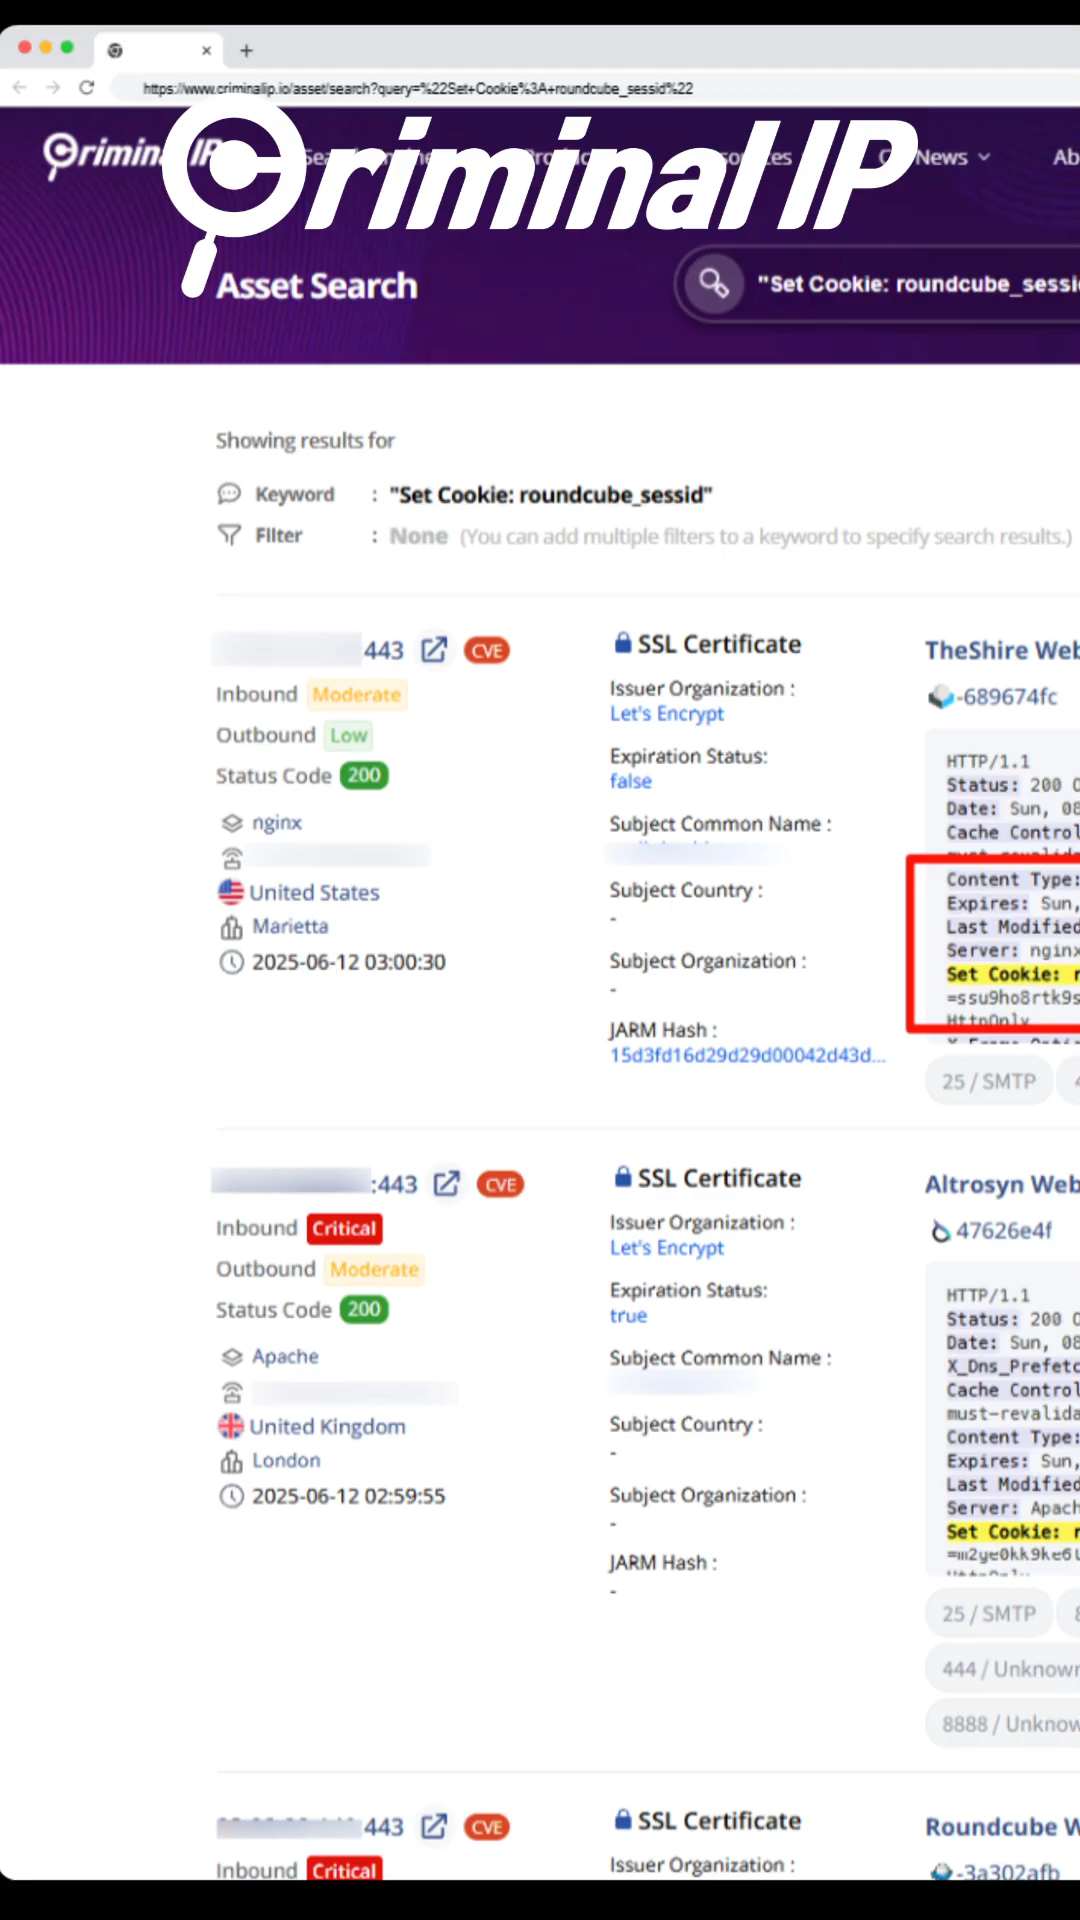 https://www.criminalip.io/asset/search?query=%22Set+Cookie%3A+roundcube_sessid%22
Criminal IP
News
Asset Search
"Set Cookie: roundcube_sessi
Showing results for
Keyword : "Set Cookie: roundcube_sessid"
Filter : None (You can add multiple filters to a keyword to specify search results.)
443 CVE
Inbound Moderate
Outbound Low
Status Code 200
nginx
United States
Marietta
2025-06-12 03:00:30
SSL Certificate
Issuer Organization :
Let's Encrypt
Expiration Status:
false
Subject Common Name :
Subject Country :
-
Subject Organization :
-
JARM Hash :
15d3fd16d29d29d00042d43d...
TheShire Web
-689674fc
HTTP/1.1
Status: 200 O
Date: Sun, 08
Cache Control
must-revalida
Content Type:
Expires: Sun,
Last Modified
Server: nginx
Set Cookie: r
=ssu9ho8rtk9s
HttpOnly
25 / SMTP
:443 CVE
Inbound Critical
Outbound Moderate
Status Code 200
Apache
United Kingdom
London
2025-06-12 02:59:55
SSL Certificate
Issuer Organization :
Let's Encrypt
Expiration Status:
true
Subject Common Name :
Subject Country :
-
Subject Organization :
-
JARM Hash :
-
Altrosyn Web
47626e4f
HTTP/1.1
Status: 200 O
Date: Sun, 08
X_Dns_Prefetc
Cache Control
must-revalida
Content Type:
Expires: Sun,
Last Modified
Server: Apach
Set Cookie: r
=m2ye0kk9ke6t
25 / SMTP
444 / Unknown
8888 / Unknow
443 CVE
Inbound Critical
SSL Certificate
Issuer Organization :
Roundcube W
-3a302afb